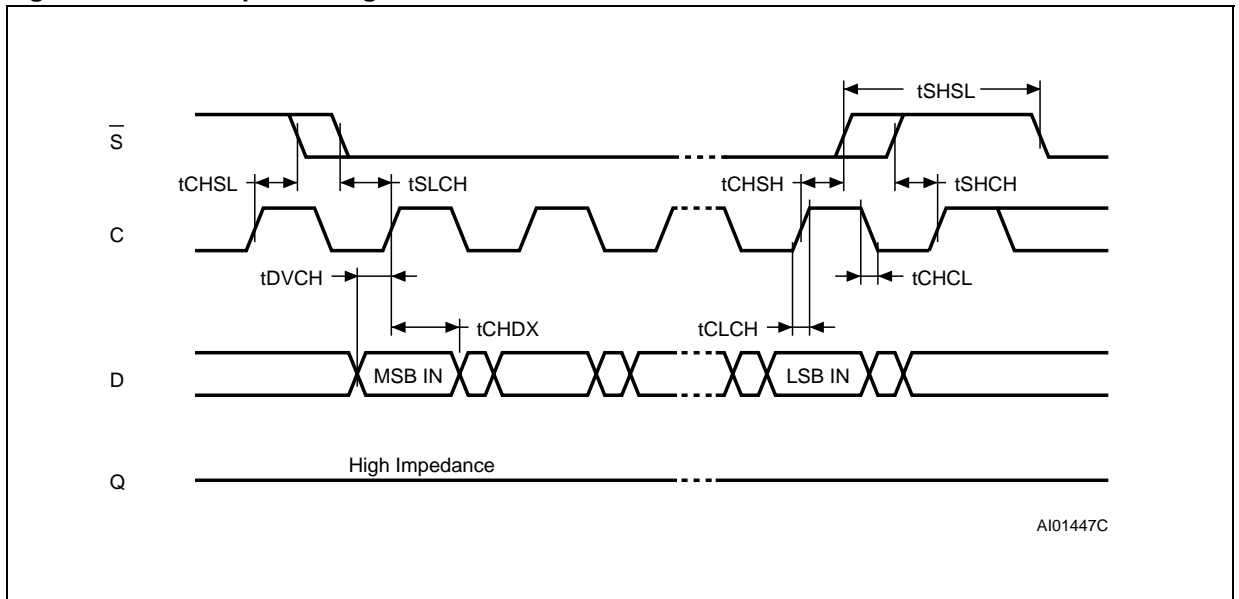 tSHSL
S
tCHSL
tSLCH
tCHSH
tSHCH
C
tDVCH
tCHCL
tCHDX
tCLCH
D
MSB IN
LSB IN
High Impedance
Q
AI01447C